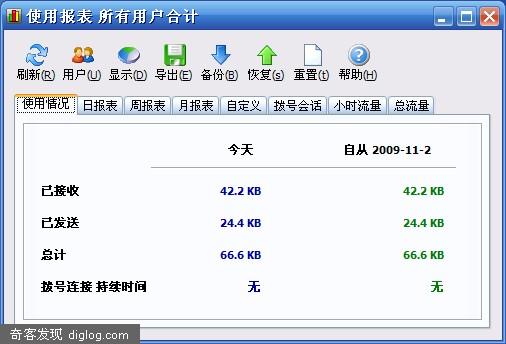 使用报表 所有用户合计
刷新(R) 用户(U) 显示(D) 导出(E) 备份(B) 恢复(s) 重置(t) 帮助(H)
使用情况 日报表 周报表 月报表 自定义 拨号会话 小时流量 总流量
今天 自从 2009-11-2
已接收 42.2 KB 42.2 KB
已发送 24.4 KB 24.4 KB
总计 66.6 KB 66.6 KB
拨号连接 持续时间 无 无
奇客发现 diglog.com